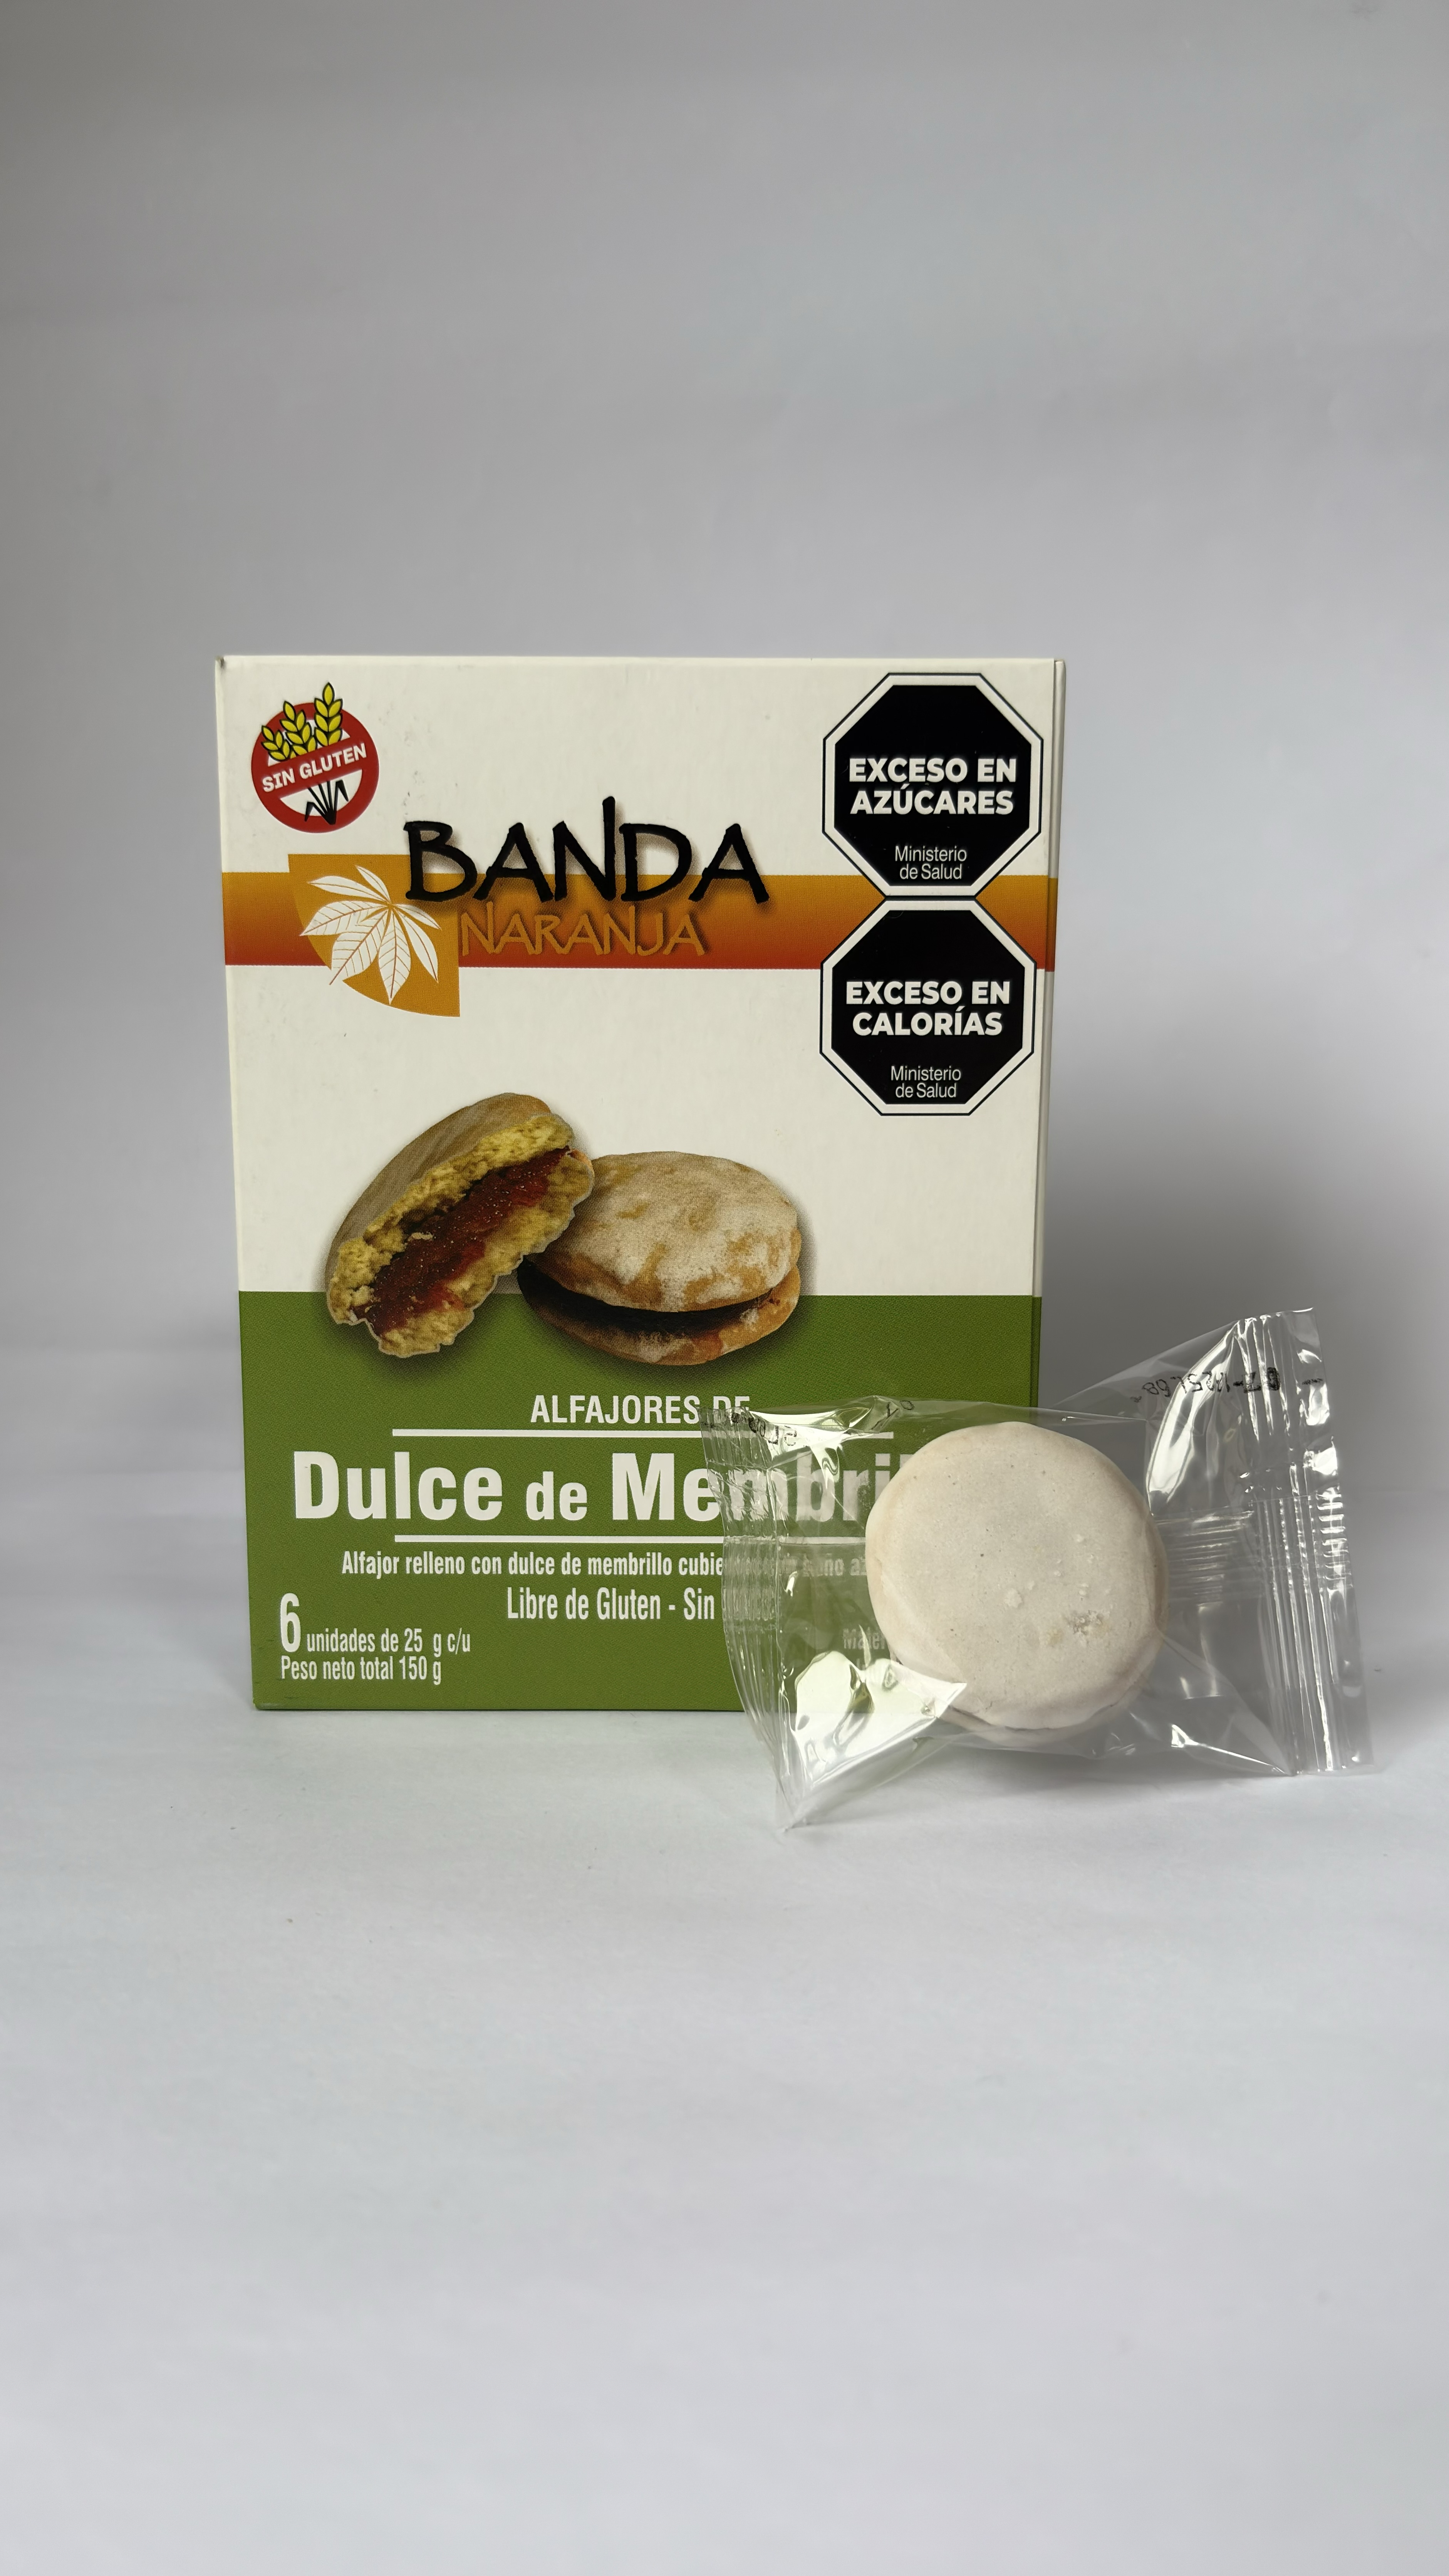 SIN GLUTEN
BANDA
NARANJA
EXCESO EN
AZÚCARES
Ministerio
de Salud
EXCESO EN
CALORÍAS
Ministerio
de Salud
ALFAJORES DE
Dulce de Membril
Alfajor relleno con dulce de membrillo cubie
Libre de Gluten - Sin
6 unidades de 25 g c/u
Peso neto total 150 g